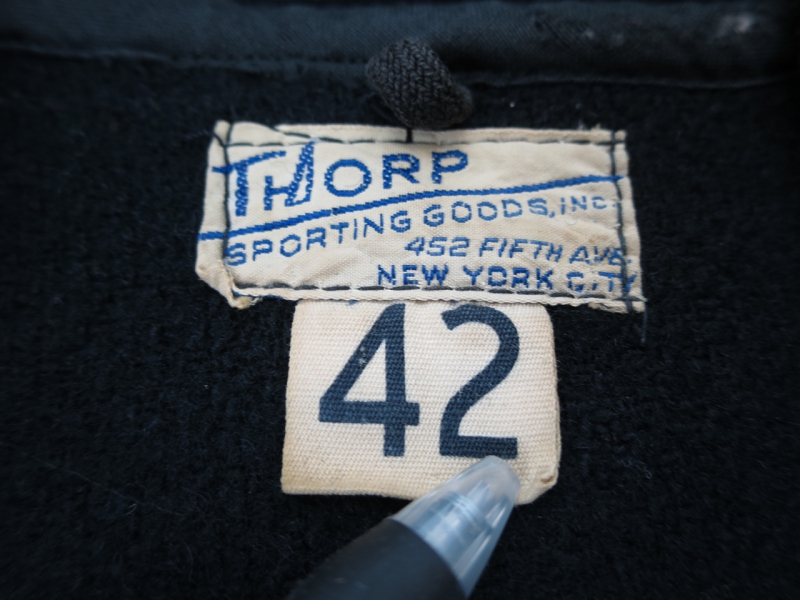 THORP
SPORTING GOODS, INC.
452 FIFTH AVE
NEW YORK CITY
42